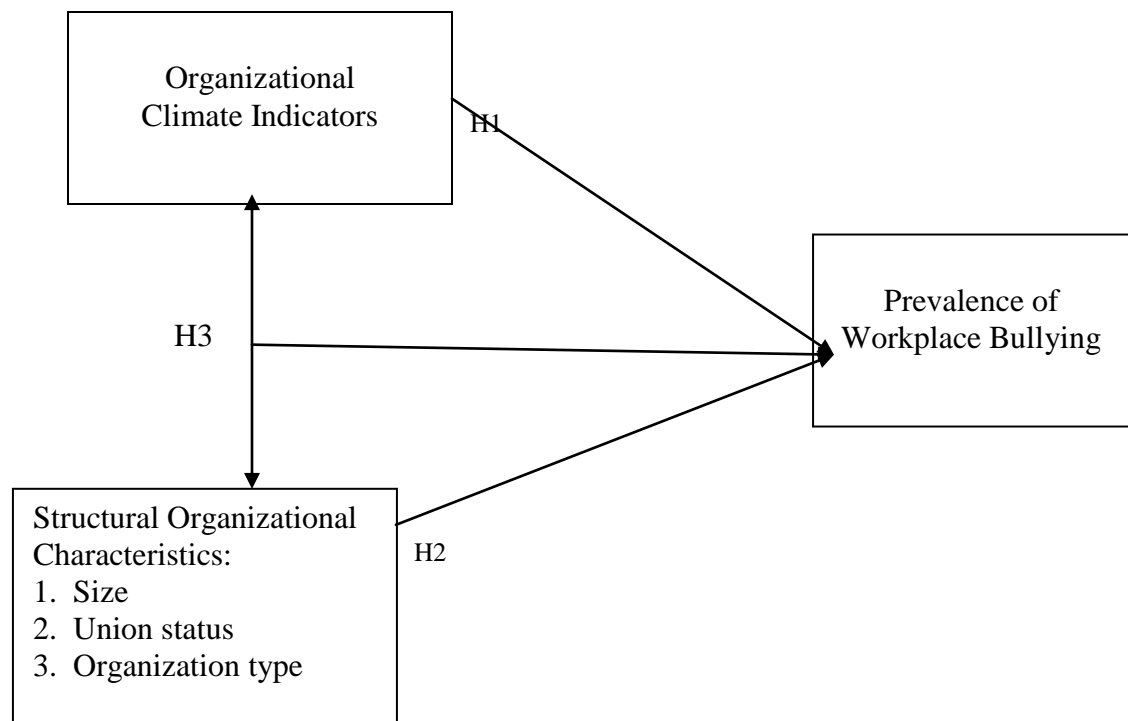 Organizational
Climate Indicators
H1
Prevalence of
Workplace Bullying
H3
Structural Organizational
Characteristics:
1. Size
2. Union status
3. Organization type
H2